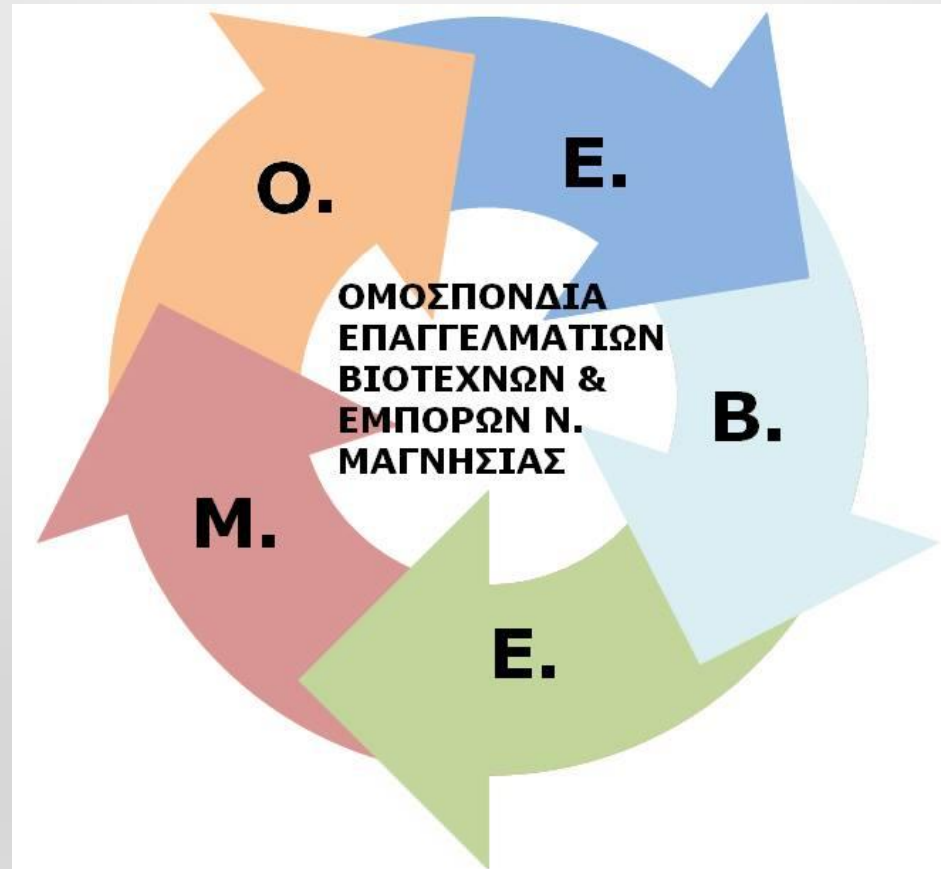 Ο.
Ε.
Β.
Ε.
Μ.
ΟΜΟΣΠΟΝΔΙΑ
ΕΠΑΓΓΕΛΜΑΤΙΩΝ
ΒΙΟΤΕΧΝΩΝ &
ΕΜΠΟΡΩΝ Ν.
ΜΑΓΝΗΣΙΑΣ